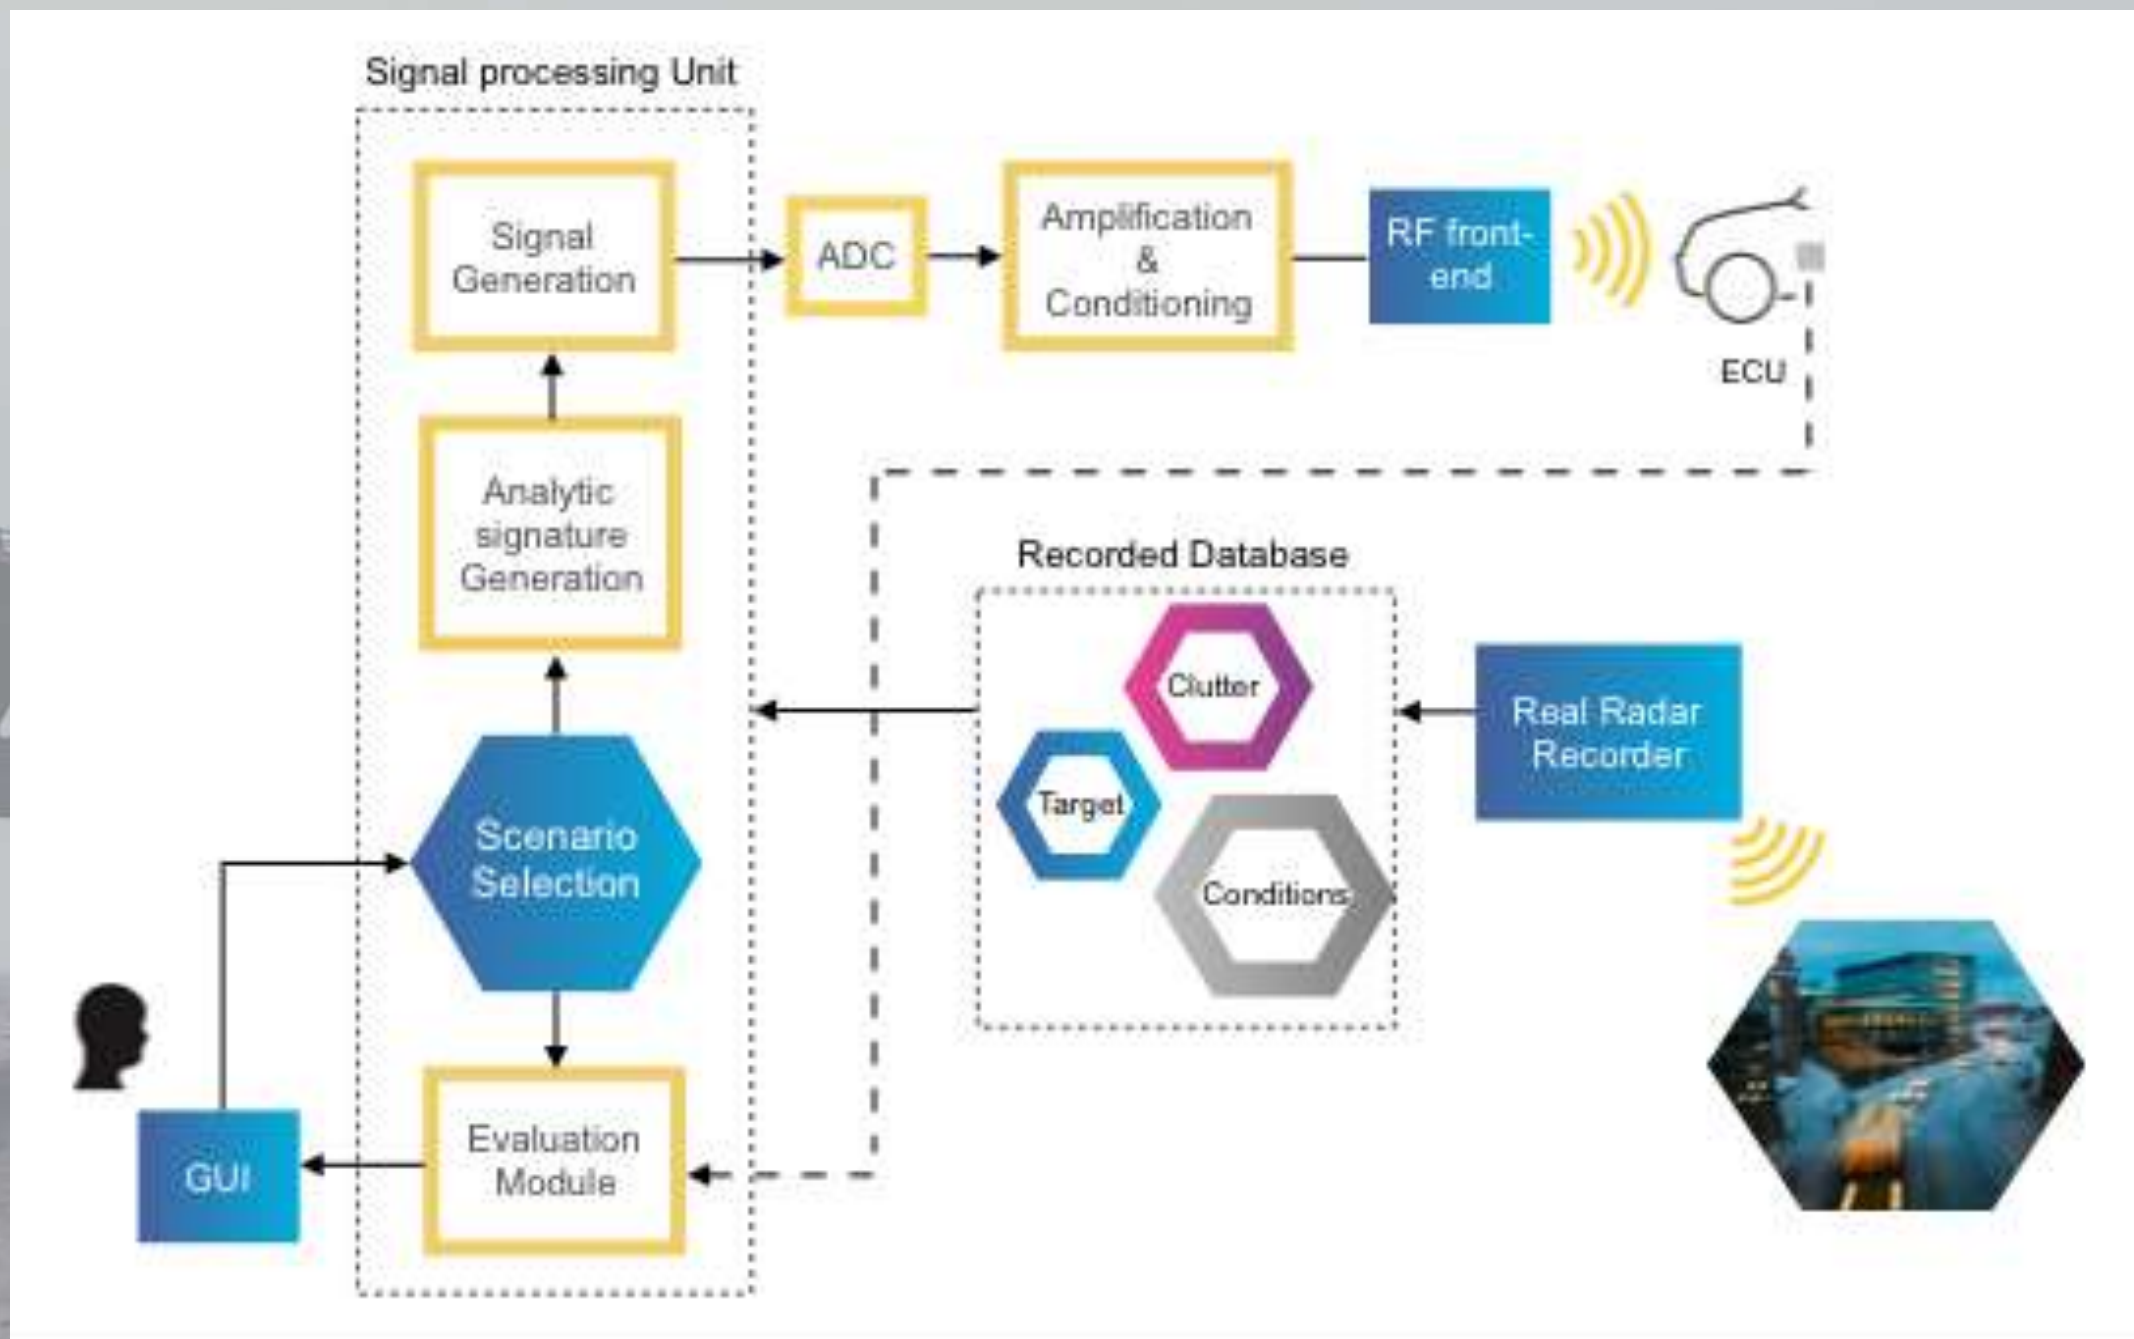 Signal processing Unit
Signal
Generation
ADC
Amplification
&
Conditioning
RF front-
end
ECU
Analytic
signature
Generation
Recorded Database
Clutter
Target
Conditions
Real Radar
Recorder
Scenario
Selection
Evaluation
Module
GUI